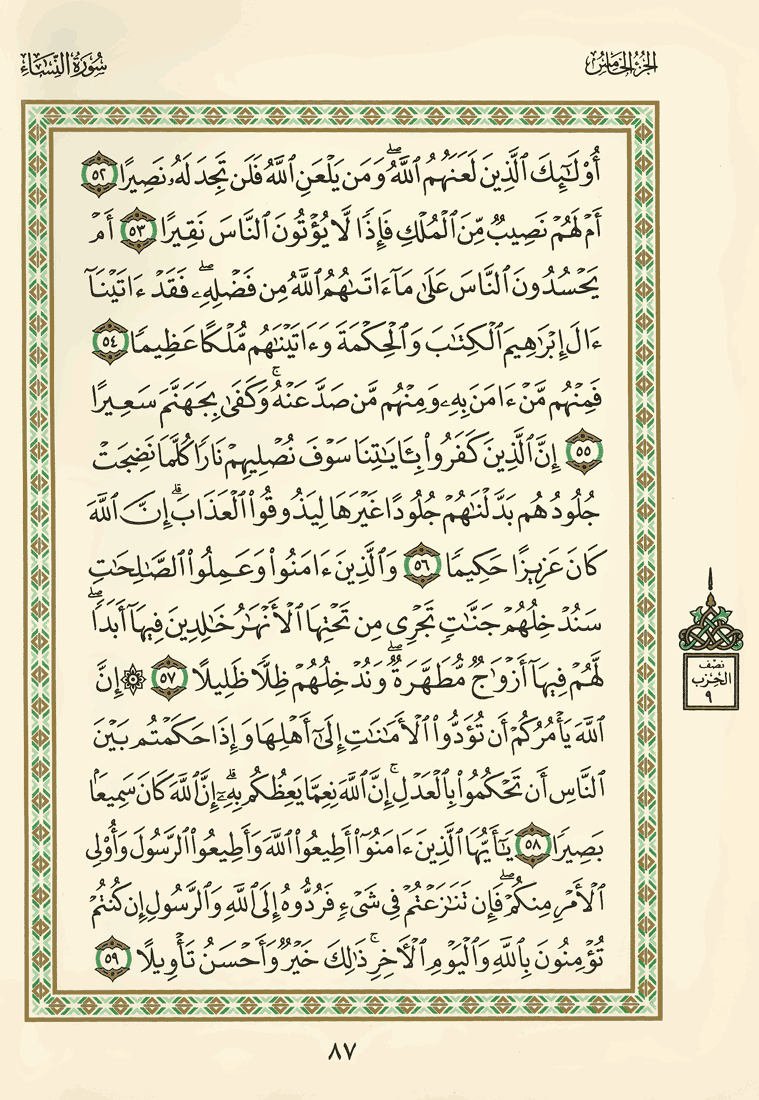 الجزء الخامس
سورة النساء
أُوْلَٰٓئِكَ ٱلَّذِينَ لَعَنَهُمُ ٱللَّهُۖ وَمَن يَلْعَنِ ٱللَّهُ فَلَن تَجِدَ لَهُۥ نَصِيرًا ٥٢
أَمْ لَهُمْ نَصِيبٌ مِّنَ ٱلْمُلْكِ فَإِذًا لَّا يُؤْتُونَ ٱلنَّاسَ نَقِيرًا ٥٣ أَمْ
يَحْسُدُونَ ٱلنَّاسَ عَلَىٰ مَآ ءَاتَىٰهُمُ ٱللَّهُ مِن فَضْلِهِۦۖ فَقَدْ ءَاتَيْنَآ
ءَالَ إِبْرَٰهِيمَ ٱلْكِتَٰبَ وَٱلْحِكْمَةَ وَءَاتَيْنَٰهُم مُّلْكًا عَظِيمًا ٥٤
فَمِنْهُم مَّنْ ءَامَنَ بِهِۦ وَمِنْهُم مَّن صَدَّ عَنْهُۚ وَكَفَىٰ بِجَهَنَّمَ سَعِيرًا
٥٥ إِنَّ ٱلَّذِينَ كَفَرُوا۟ بِـَٔايَٰتِنَا سَوْفَ نُصْلِيهِمْ نَارًا كُلَّمَا نَضِجَتْ
جُلُودُهُم بَدَّلْنَٰهُمْ جُلُودًا غَيْرَهَا لِيَذُوقُوا۟ ٱلْعَذَابَۗ إِنَّ ٱللَّهَ
كَانَ عَزِيزًا حَكِيمًا ٥٦ وَٱلَّذِينَ ءَامَنُوا۟ وَعَمِلُوا۟ ٱلصَّٰلِحَٰتِ
سَنُدْخِلُهُمْ جَنَّٰتٍ تَجْرِى مِن تَحْتِهَا ٱلْأَنْهَٰرُ خَٰلِدِينَ فِيهَآ أَبَدًاۖ
لَّهُمْ فِيهَآ أَزْوَٰجٌ مُّطَهَّرَةٌۖ وَنُدْخِلُهُمْ ظِلًّا ظَلِيلًا ٥٧ ۞ إِنَّ
ٱللَّهَ يَأْمُرُكُمْ أَن تُؤَدُّوا۟ ٱلْأَمَٰنَٰتِ إِلَىٰٓ أَهْلِهَا وَإِذَا حَكَمْتُم بَيْنَ
ٱلنَّاسِ أَن تَحْكُمُوا۟ بِٱلْعَدْلِۚ إِنَّ ٱللَّهَ نِعِمَّا يَعِظُكُم بِهِۦٓۗ إِنَّ ٱللَّهَ كَانَ سَمِيعًۢا
بَصِيرًا ٥٨ يَٰٓأَيُّهَا ٱلَّذِينَ ءَامَنُوٓا۟ أَطِيعُوا۟ ٱللَّهَ وَأَطِيعُوا۟ ٱلرَّسُولَ وَأُو۟لِى
ٱلْأَمْرِ مِنكُمْۖ فَإِن تَنَٰزَعْتُمْ فِى شَىْءٍ فَرُدُّوهُ إِلَى ٱللَّهِ وَٱلرَّسُولِ إِن كُنتُمْ
تُؤْمِنُونَ بِٱللَّهِ وَٱلْيَوْمِ ٱلْأَخِرِۚ ذَٰلِكَ خَيْرٌ وَأَحْسَنُ تَأْوِيلًا ٥٩
نصف
الحزب
٩
٨٧